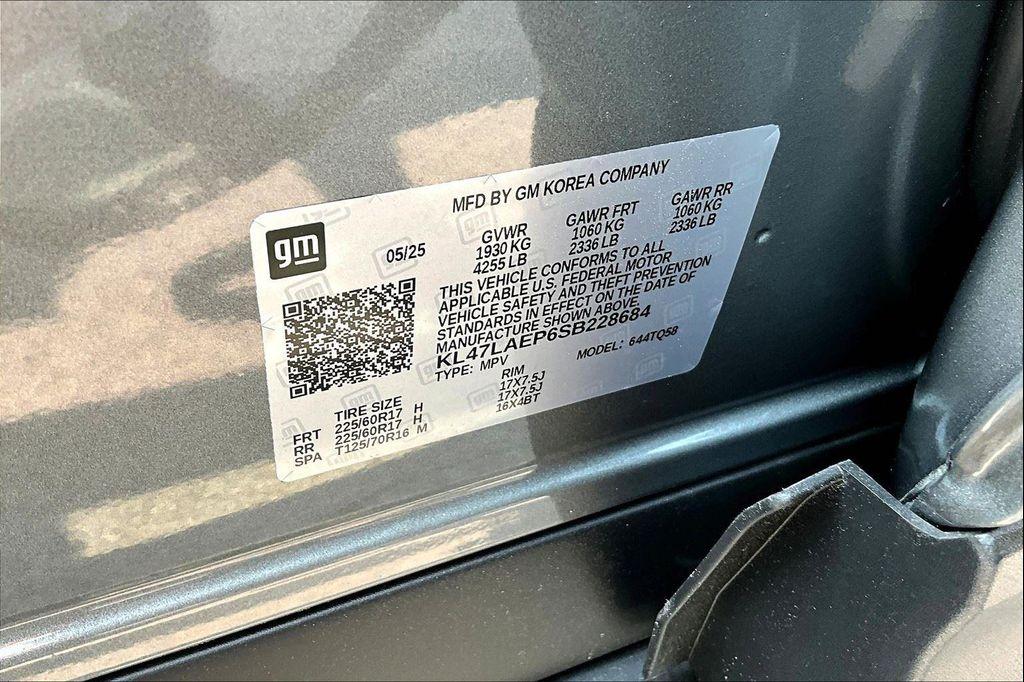 MFD BY GM KOREA COMPANY
gm
05/25
GVWR
1930 KG
4255 LB
GAWR FRT
1060 KG
2336 LB
GAWR RR
1060 KG
2336 LB
THIS VEHICLE CONFORMS TO ALL
APPLICABLE U.S. FEDERAL MOTOR
VEHICLE SAFETY AND THEFT PREVENTION
STANDARDS IN EFFECT ON THE DATE OF
MANUFACTURE SHOWN ABOVE.
KL47LAEP6SB228684
TYPE: MPV
MODEL: 644TQ58
TIRE SIZE RIM
FRT 225/60R17 H 17X7.5J
RR 225/60R17 H 17X7.5J
SPA T125/70R16 M 16X4BT